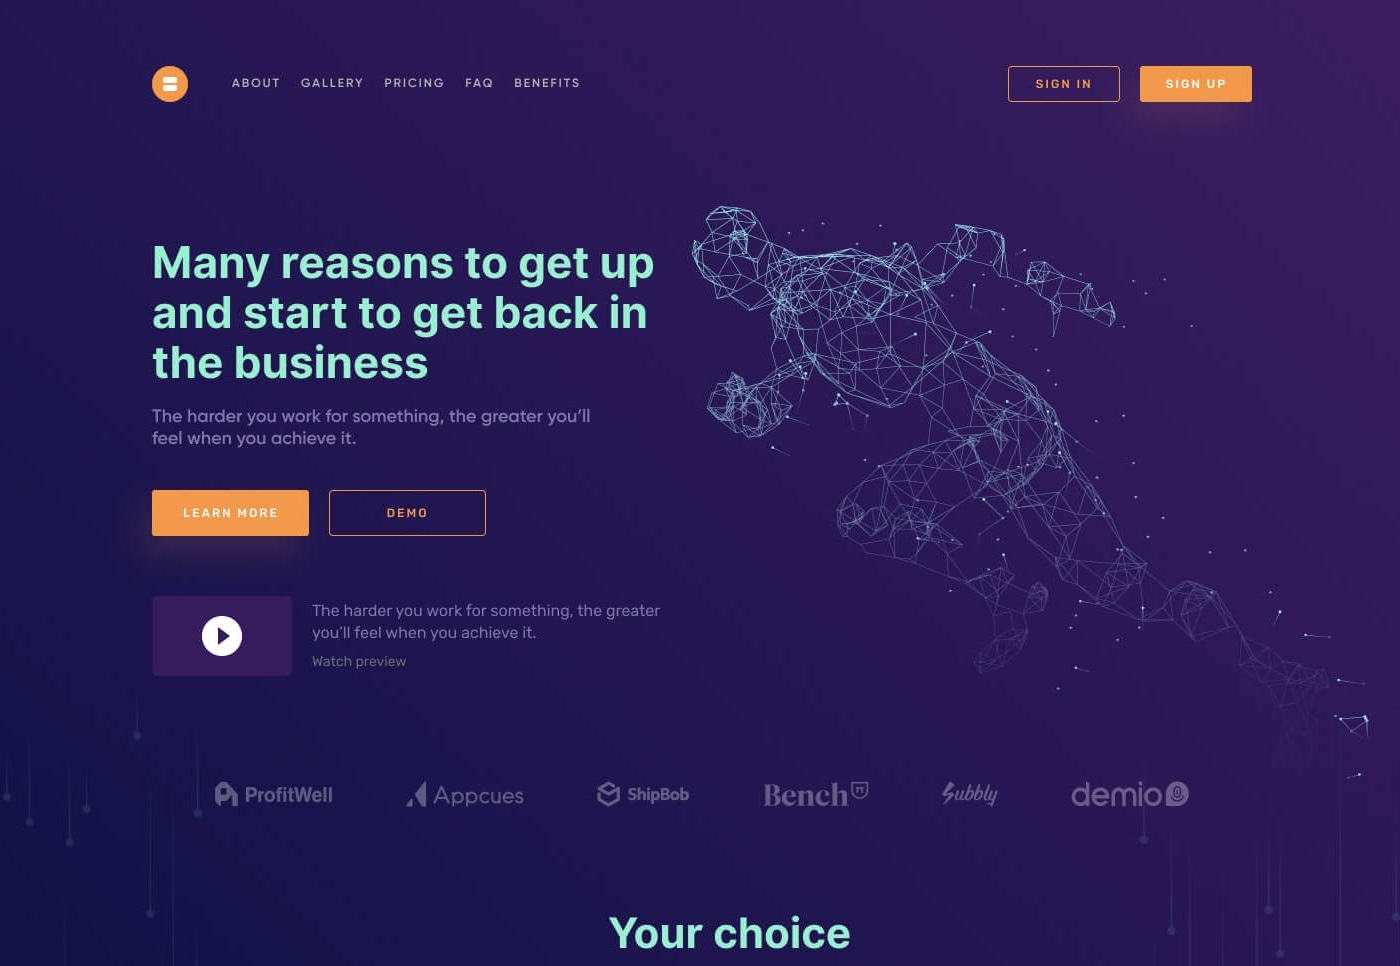 ABOUT GALLERY PRICING FAQ BENEFITS SIGN IN SIGN UP
Many reasons to get up
and start to get back in
the business
The harder you work for something, the greater you’ll
feel when you achieve it.
LEARN MORE DEMO
The harder you work for something, the greater
you’ll feel when you achieve it.
Watch preview
ProfitWell Appcues ShipBob Bench Subbly demio
Your choice